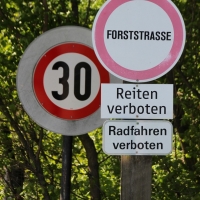 FORSTSTRASSE
30
Reiten
verboten
Radfahren
verboten